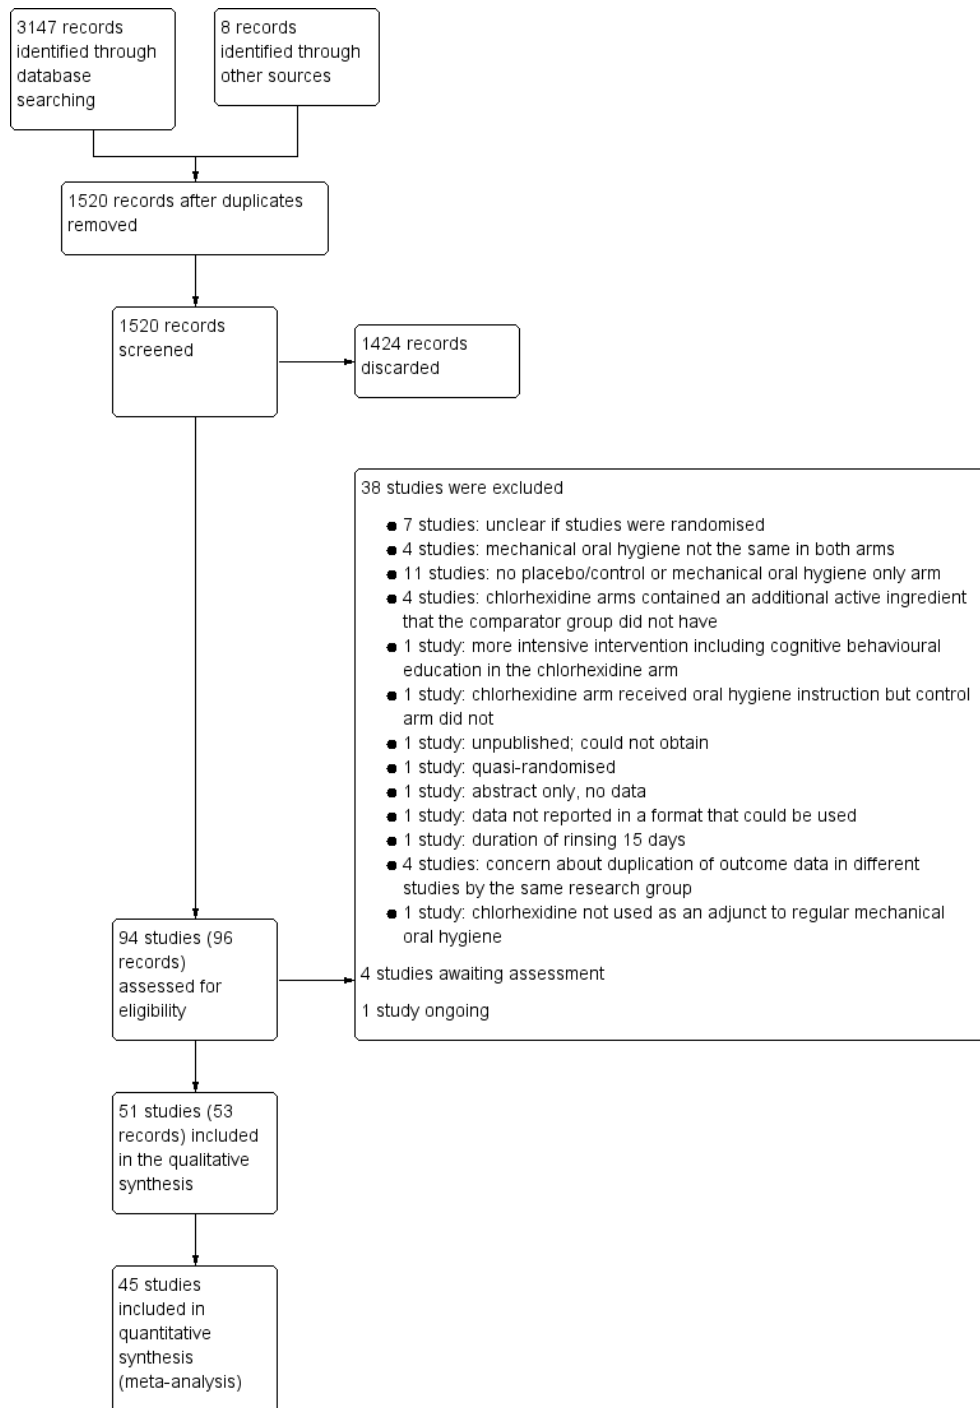 3147 records
identified through
database
searching
8 records
identified through
other sources
1520 records after duplicates
removed
1520 records
screened
1424 records
discarded
38 studies were excluded
● 7 studies: unclear if studies were randomised
● 4 studies: mechanical oral hygiene not the same in both arms
● 11 studies: no placebo/control or mechanical oral hygiene only arm
● 4 studies: chlorhexidine arms contained an additional active ingredient
that the comparator group did not have
● 1 study: more intensive intervention including cognitive behavioural
education in the chlorhexidine arm
● 1 study: chlorhexidine arm received oral hygiene instruction but control
arm did not
● 1 study: unpublished; could not obtain
● 1 study: quasi-randomised
● 1 study: abstract only, no data
● 1 study: data not reported in a format that could be used
● 1 study: duration of rinsing 15 days
● 4 studies: concern about duplication of outcome data in different
studies by the same research group
● 1 study: chlorhexidine not used as an adjunct to regular mechanical
oral hygiene
4 studies awaiting assessment
1 study ongoing
94 studies (96
records)
assessed for
eligibility
51 studies (53
records) included
in the qualitative
synthesis
45 studies
included in
quantitative
synthesis
(meta-analysis)